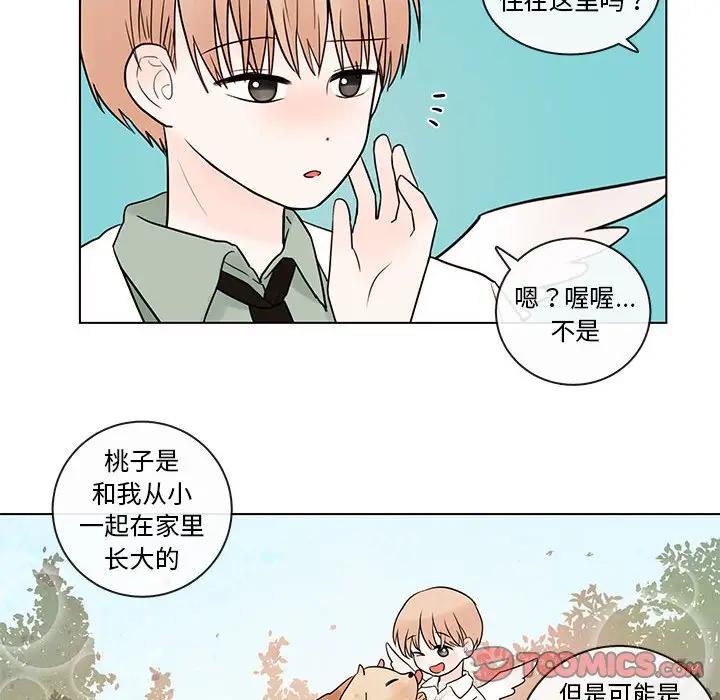 住在这里吗？
嗯？喔喔...
不是
桃子是
和我从小
一起在家里
长大的
TOOMICS.COM
但是可能是